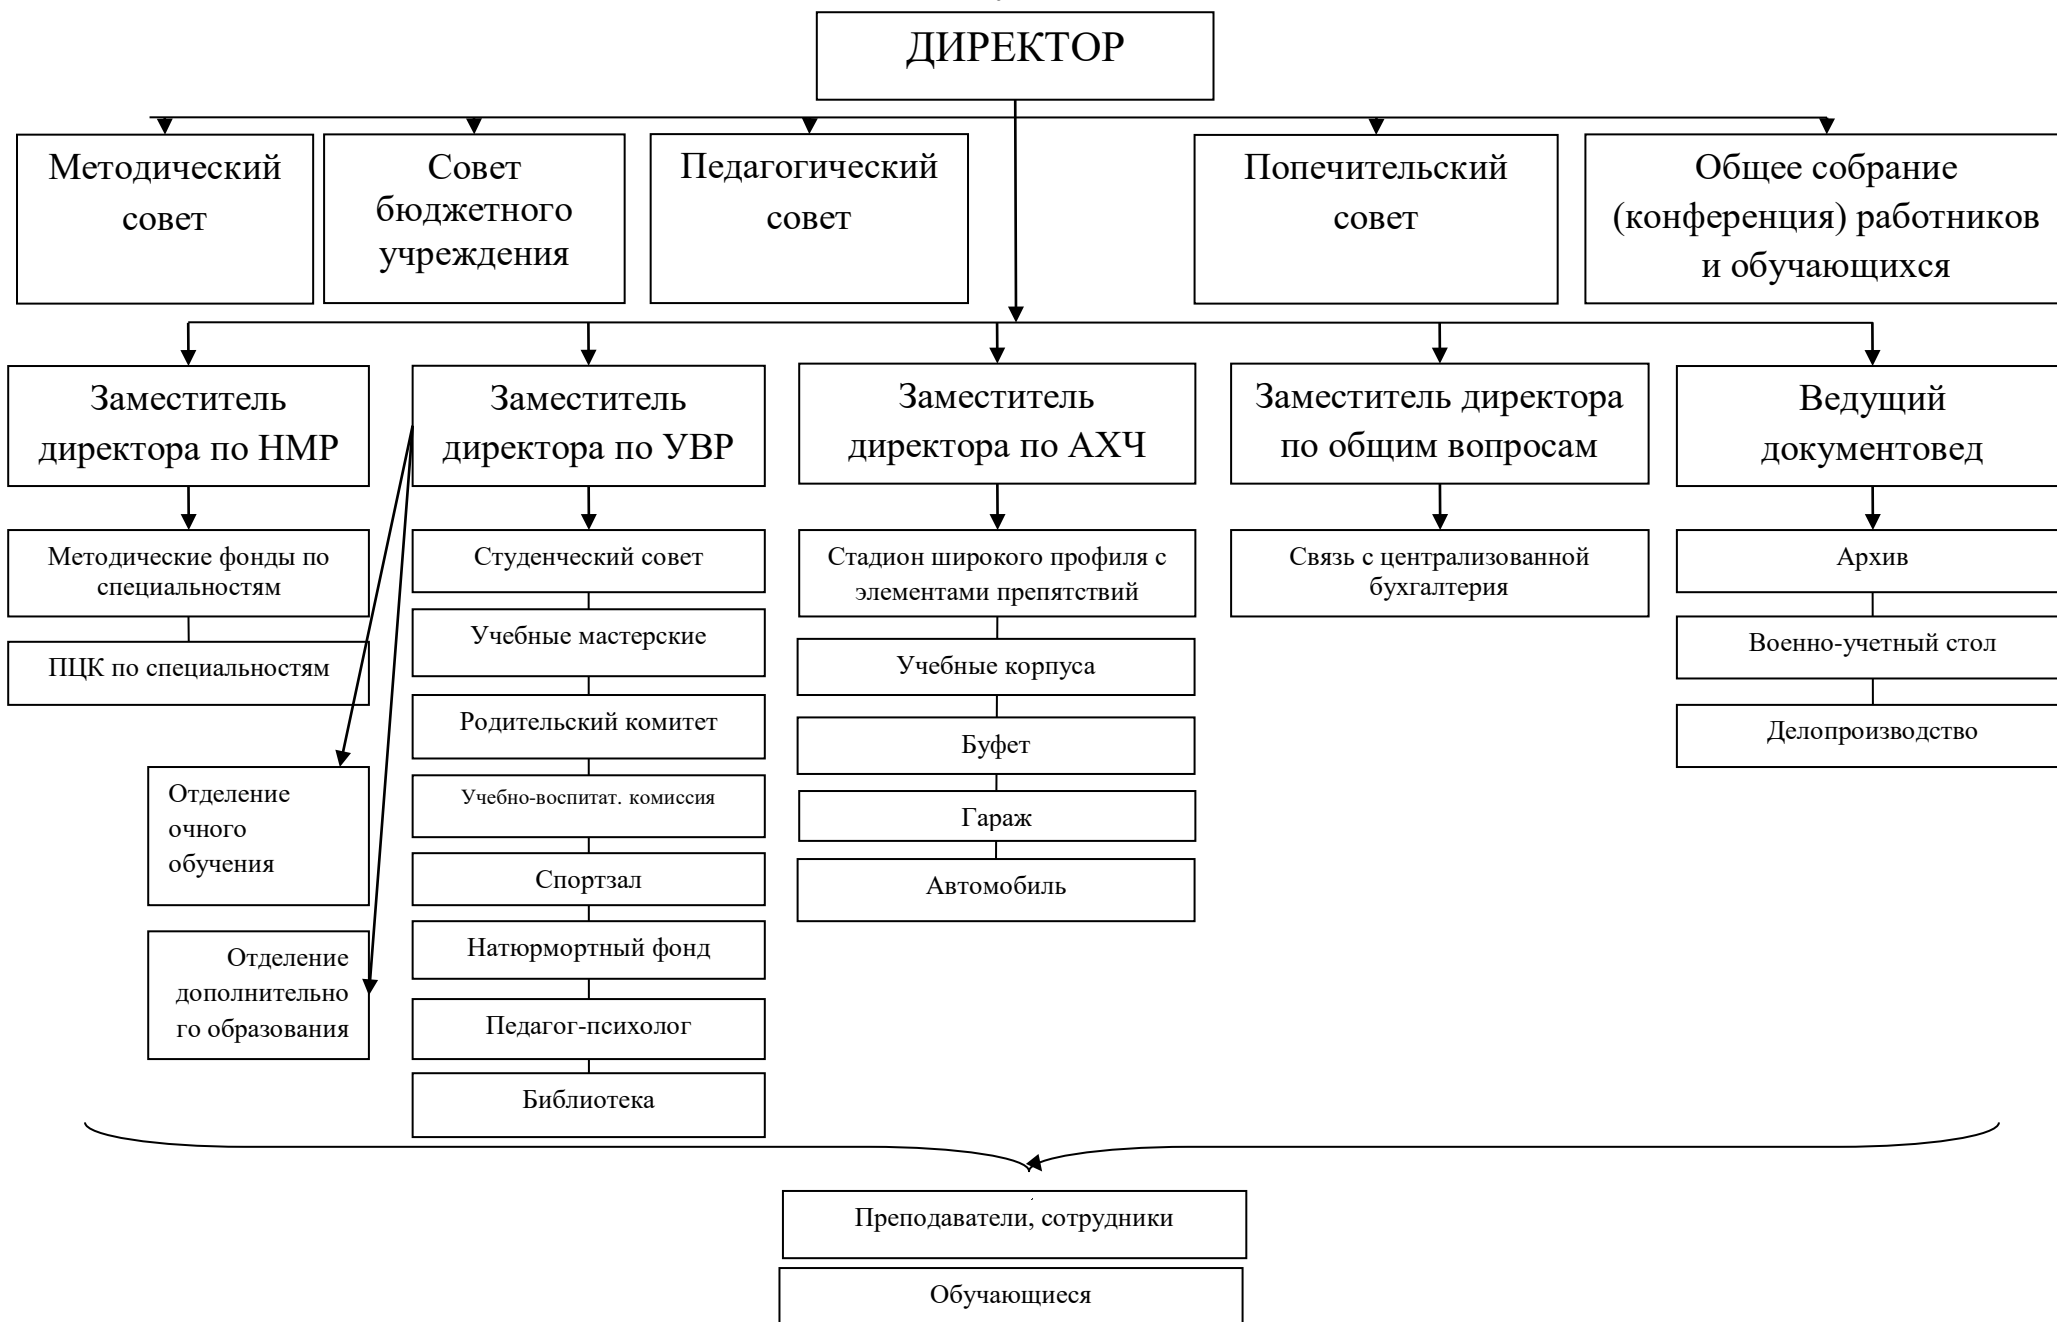 ДИРЕКТОР
Методический
совет
Совет
бюджетного
учреждения
Педагогический
совет
Попечительский
совет
Общее собрание
(конференция) работников
и обучающихся
Заместитель
директора по НМР
Заместитель
директора по УВР
Заместитель
директора по АХЧ
Заместитель директора
по общим вопросам
Ведущий
документовед
Методические фонды по
специальностям
ПЦК по специальностям
Отделение
очного
обучения
Отделение
дополнительно
го образования
Студенческий совет
Учебные мастерские
Родительский комитет
Учебно-воспитат. комиссия
Спортзал
Натюрмортный фонд
Педагог-психолог
Библиотека
Стадион широкого профиля с
элементами препятствий
Учебные корпуса
Буфет
Гараж
Автомобиль
Связь с централизованной
бухгалтерия
Архив
Военно-учетный стол
Делопроизводство
Преподаватели, сотрудники
Обучающиеся